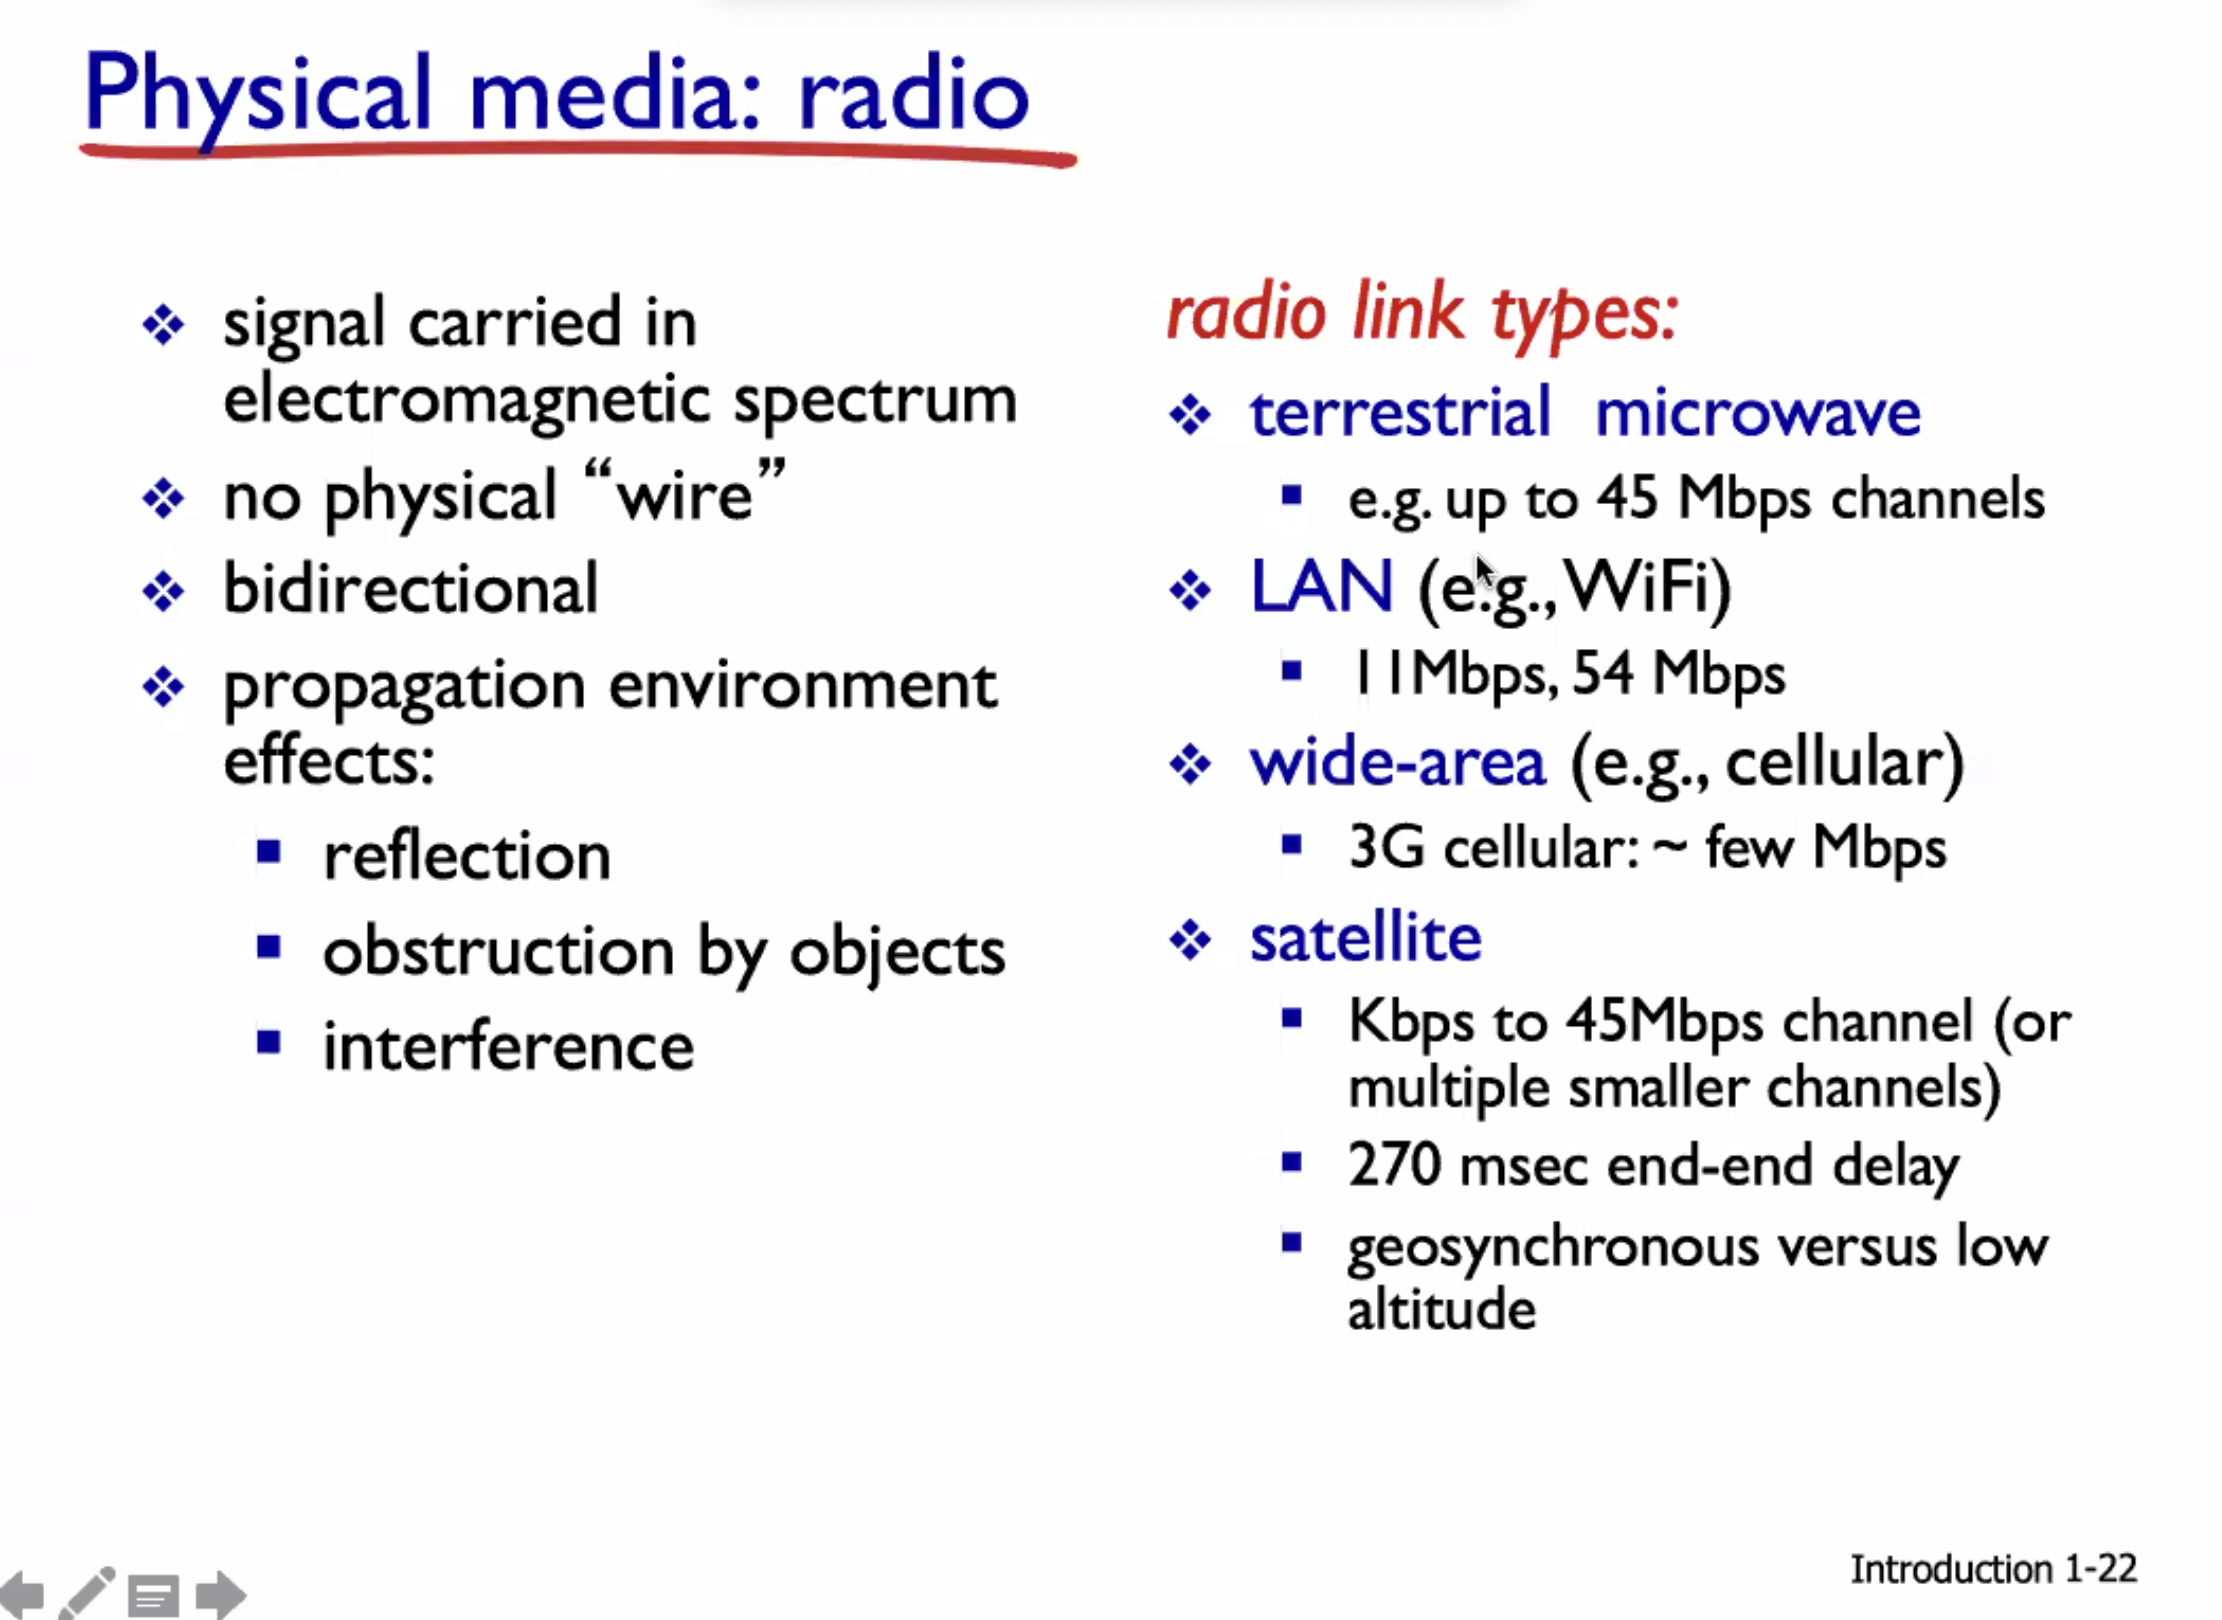 Physical media: radio
signal carried in
electromagnetic spectrum
no physical “wire”
bidirectional
propagation environment
effects:
reflection
obstruction by objects
interference
radio link types:
terrestrial microwave
e.g. up to 45 Mbps channels
LAN (e.g., WiFi)
11Mbps, 54 Mbps
wide-area (e.g., cellular)
3G cellular: ~ few Mbps
satellite
Kbps to 45Mbps channel (or
multiple smaller channels)
270 msec end-end delay
geosynchronous versus low
altitude
Introduction 1-22